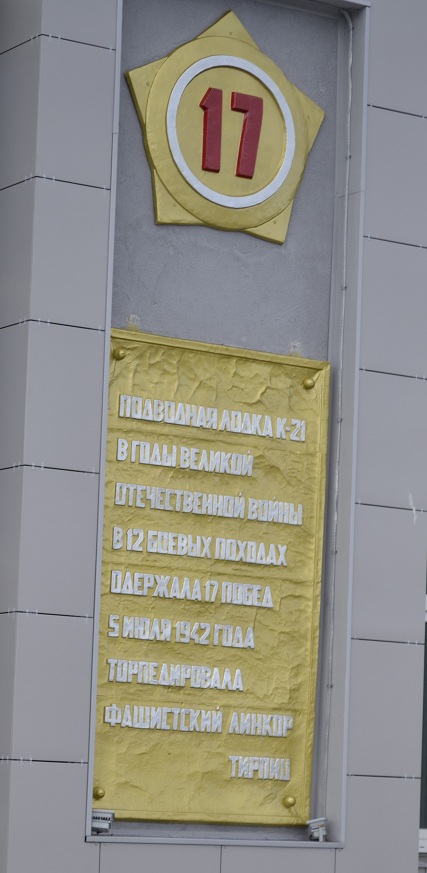 17
ПОДВОДНАЯ ЛОДКА К-21
В ГОДЫ ВЕЛИКОЙ
ОТЕЧЕСТВЕННОЙ ВОЙНЫ
В 12 БОЕВЫХ ПОХОДАХ
ОДЕРЖАЛА 17 ПОБЕД
5 ИЮЛЯ 1942 ГОДА
ТОРПЕДИРОВАЛА
ФАШИСТСКИЙ ЛИНКОР
ТИРПИЦ